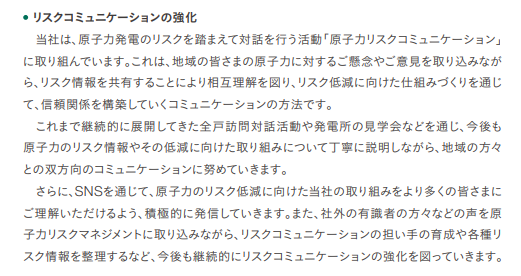 ● リスクコミュニケーションの強化
当社は、原子力発電のリスクを踏まえて対話を行う活動「原子力リスクコミュニケーション」
に取り組んでいます。これは、地域の皆さまの原子力に対するご懸念やご意見を取り込みなが
ら、リスク情報を共有することにより相互理解を図り、リスク低減に向けた仕組みづくりを通じ
て、信頼関係を構築していくコミュニケーションの方法です。
これまで継続的に展開してきた全戸訪問対話活動や発電所の見学会などを通じ、今後も
原子力のリスク情報やその低減に向けた取り組みについて丁寧に説明しながら、地域の方々
との双方向のコミュニケーションに努めていきます。
さらに、SNSを通じて、原子力のリスク低減に向けた当社の取り組みをより多くの皆さまに
ご理解いただけるよう、積極的に発信していきます。また、社外の有識者の方々などの声を原
子力リスクマネジメントに取り込みながら、リスクコミュニケーションの担い手の育成や各種リ
スク情報を整理するなど、今後も継続的にリスクコミュニケーションの強化を図っていきます。